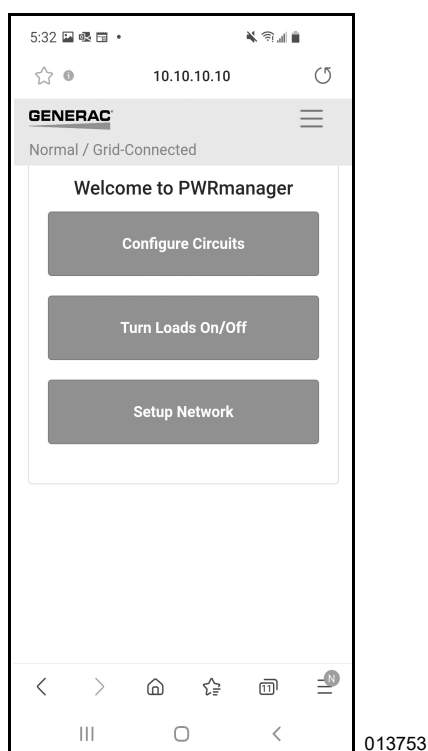 5:32
10.10.10.10
GENERAC
Normal / Grid-Connected
Welcome to PWRmanager
Configure Circuits
Turn Loads On/Off
Setup Network
11
N
013753